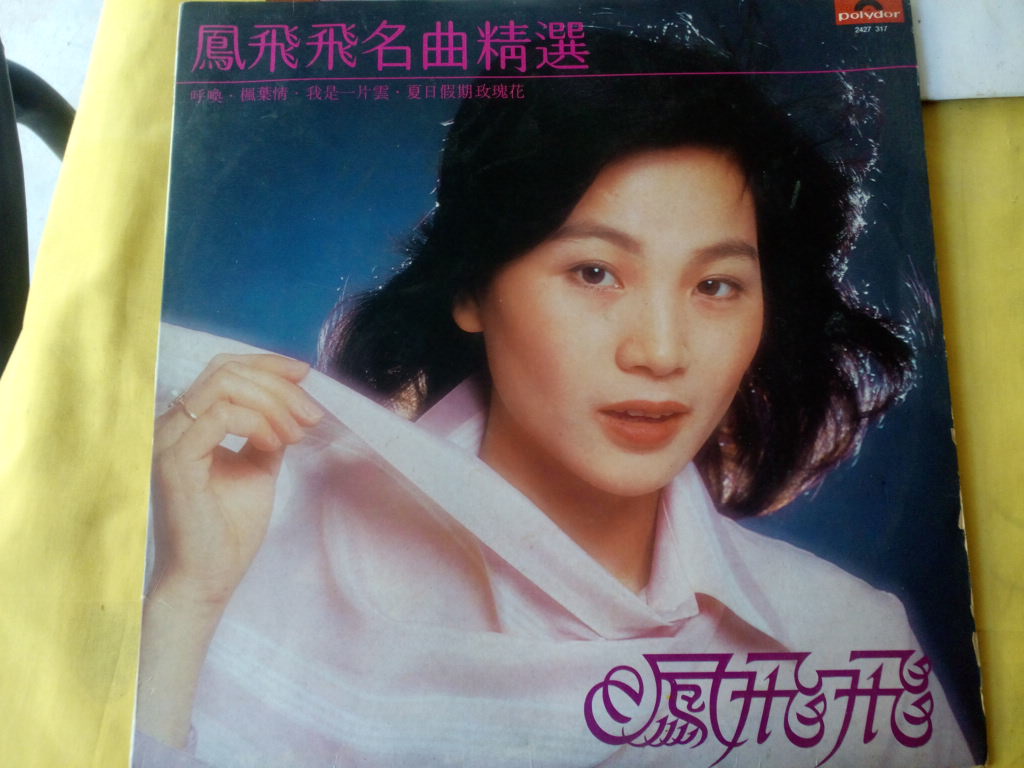 鳳飛飛名曲精選
polydor
2427 317
呼喚·楓葉情·我是一片雲·夏日假期玫瑰花
鳳飛飛